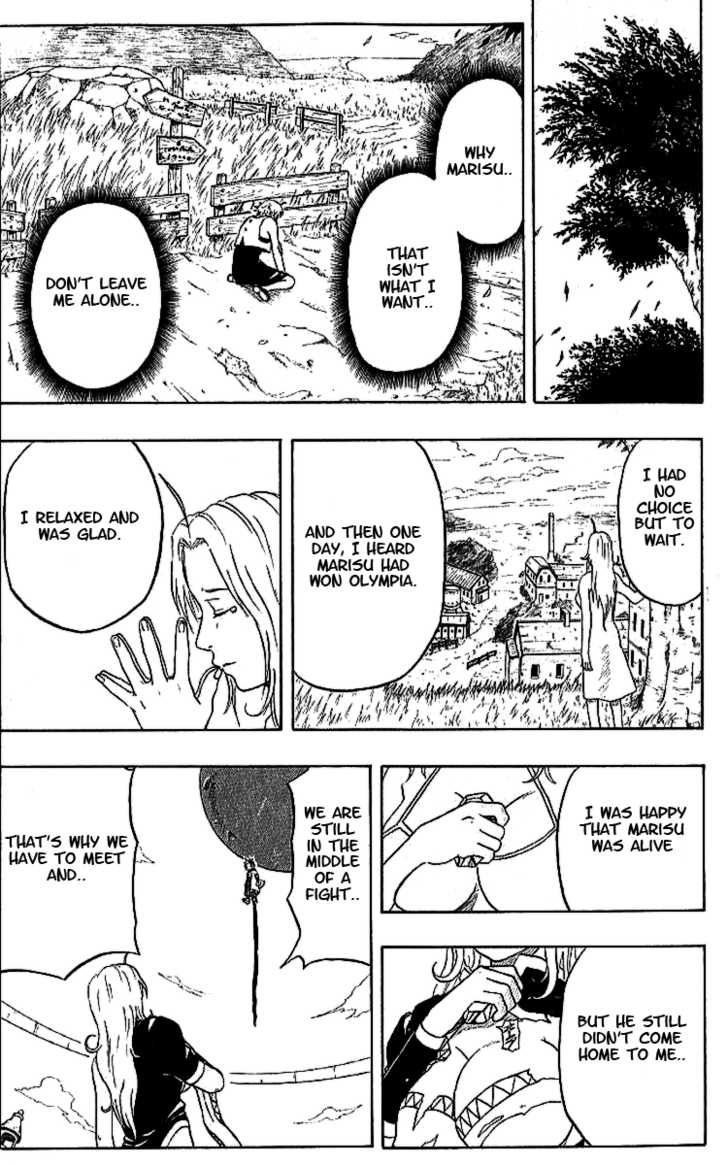 WHY
MARISU..
THAT
ISN'T
WHAT I
WANT..
DON'T LEAVE
ME ALONE..
I HAD
NO
CHOICE
BUT TO
WAIT.
AND THEN ONE
DAY, I HEARD
MARISU HAD
WON OLYMPIA.
I RELAXED AND
WAS GLAD.
I WAS HAPPY
THAT MARISU
WAS ALIVE
BUT HE STILL
DIDN'T COME
HOME TO ME..
WE ARE
STILL
IN THE
MIDDLE
OF A
FIGHT..
THAT'S WHY WE
HAVE TO MEET
AND..